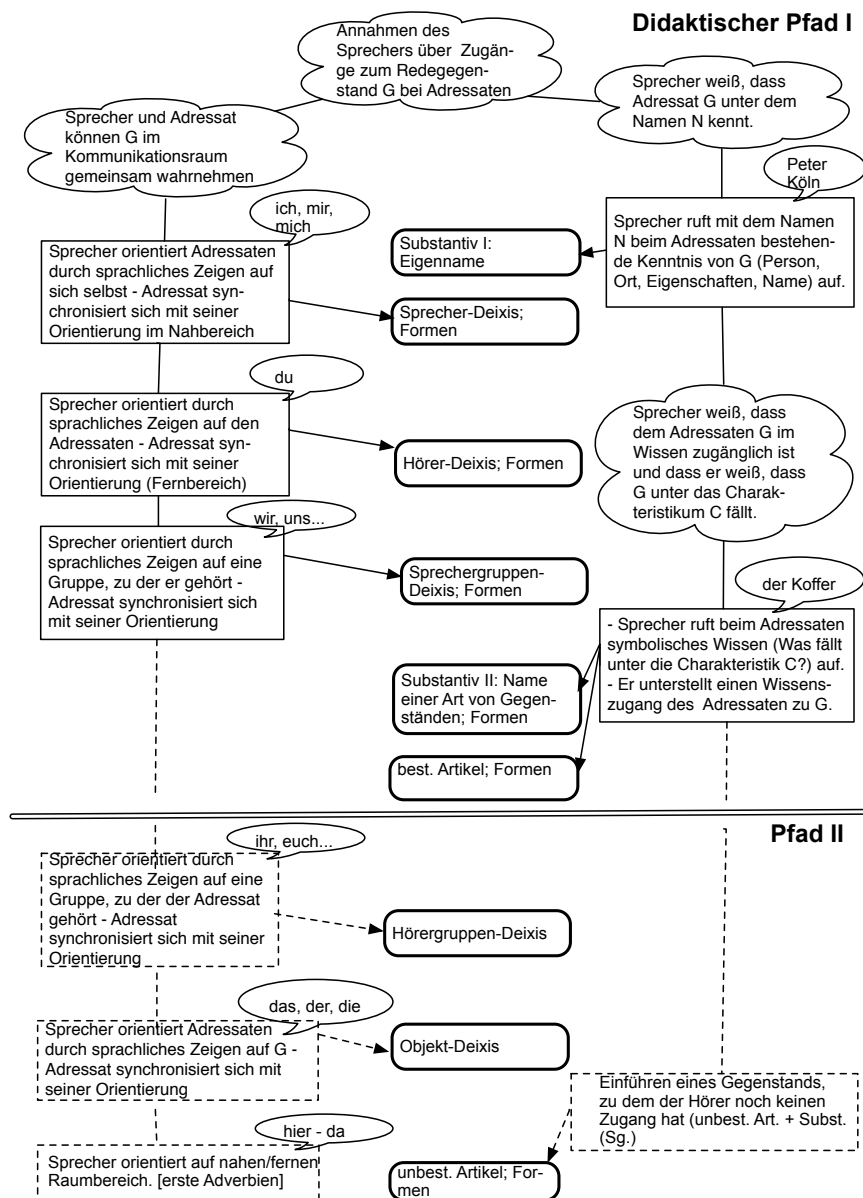 Didaktischer Pfad I
Annahmen des
Sprechers über Zugän-
ge zum Redegegen-
stand G bei Adressaten
Sprecher weiß, dass
Adressat G unter dem
Namen N kennt.
Sprecher und Adressat
können G im
Kommunikationsraum
gemeinsam wahrnehmen
Peter
Köln
ich, mir,
mich
Sprecher ruft mit dem Namen
N beim Adressaten bestehen-
de Kenntnis von G (Person,
Ort, Eigenschaften, Name) auf.
Substantiv I:
Eigenname
Sprecher orientiert Adressaten
durch sprachliches Zeigen auf
sich selbst - Adressat syn-
chronisiert sich mit seiner
Orientierung im Nahbereich
Sprecher-Deixis;
Formen
du
Sprecher orientiert durch
sprachliches Zeigen auf den
Adressaten - Adressat syn-
chronisiert sich mit seiner
Orientierung (Fernbereich)
Hörer-Deixis; Formen
Sprecher weiß, dass
dem Adressaten G im
Wissen zugänglich ist
und dass er weiß, dass
G unter das Charak-
teristikum C fällt.
wir, uns...
Sprecher orientiert durch
sprachliches Zeigen auf eine
Gruppe, zu der er gehört -
Adressat synchronisiert sich
mit seiner Orientierung
Sprechergruppen-
Deixis; Formen
der Koffer
- Sprecher ruft beim Adressaten
symbolisches Wissen (Was fällt
unter die Charakteristik C?) auf.
- Er unterstellt einen Wissens-
zugang des Adressaten zu G.
Substantiv II: Name
einer Art von Gegen-
ständen; Formen
best. Artikel; Formen
Pfad II
ihr, euch...
Sprecher orientiert durch
sprachliches Zeigen auf eine
Gruppe, zu der der Adressat
gehört - Adressat
synchronisiert sich mit seiner
Orientierung
Hörergruppen-Deixis
das, der, die
Sprecher orientiert Adressaten
durch sprachliches Zeigen auf G -
Adressat synchronisiert sich mit
seiner Orientierung
Objekt-Deixis
Einführen eines Gegenstands,
zu dem der Hörer noch keinen
Zugang hat (unbest. Art. + Subst.
(Sg.)
hier - da
Sprecher orientiert auf nahen/fernen
Raumbereich. [erste Adverbien]
unbest. Artikel; For-
men